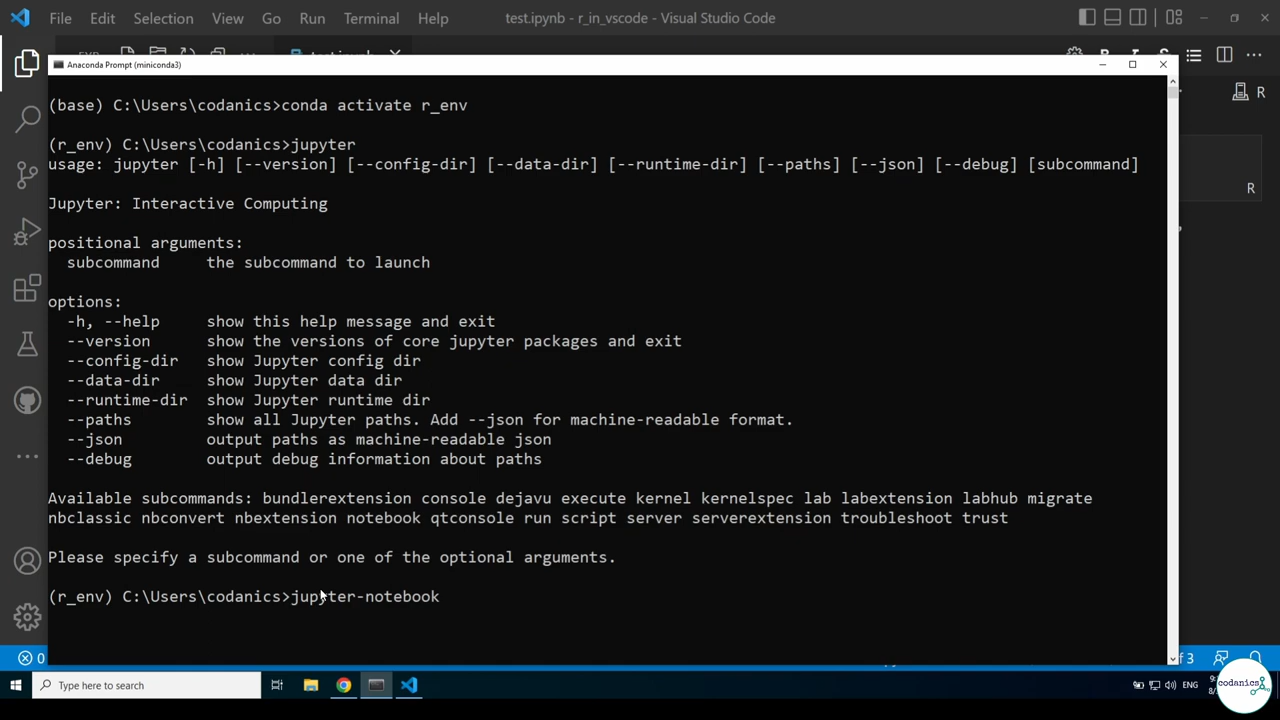 File Edit Selection View Go Run Terminal Help test.ipynb - r_in_vscode - Visual Studio Code
Anaconda Prompt (miniconda3)
R
(base) C:\Users\codanics>conda activate r_env
(r_env) C:\Users\codanics>jupyter
usage: jupyter [-h] [--version] [--config-dir] [--data-dir] [--runtime-dir] [--paths] [--json] [--debug] [subcommand]
R
Jupyter: Interactive Computing
positional arguments:
subcommand the subcommand to launch
options:
-h, --help show this help message and exit
--version show the versions of core jupyter packages and exit
--config-dir show Jupyter config dir
--data-dir show Jupyter data dir
--runtime-dir show Jupyter runtime dir
--paths show all Jupyter paths. Add --json for machine-readable format.
--json output paths as machine-readable json
--debug output debug information about paths
Available subcommands: bundlerextension console dejavu execute kernel kernelspec lab labextension labhub migrate
nbclassic nbconvert nbextension notebook qtconsole run script server serverextension troubleshoot trust
Please specify a subcommand or one of the optional arguments.
(r_env) C:\Users\codanics>jupyter-notebook
0
of 3
Type here to search
ENG
codanics